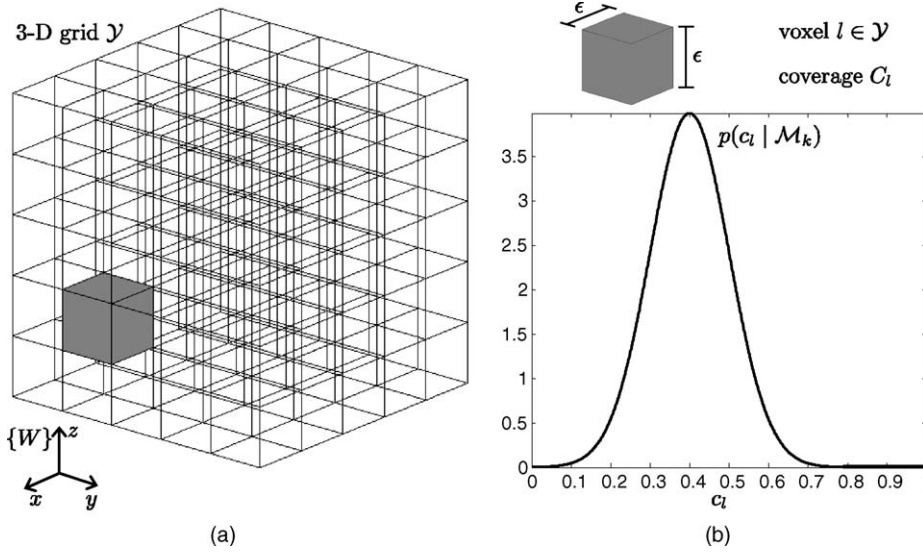 3-D grid 𝒴
{W}
z
x
y
(a)
ϵ
ϵ
voxel l ∈ 𝒴
coverage C_l
p(c_l | ℳ_k)
3.5
3
2.5
2
1.5
1
0.5
0
0 0.1 0.2 0.3 0.4 0.5 0.6 0.7 0.8 0.9
c_l
(b)